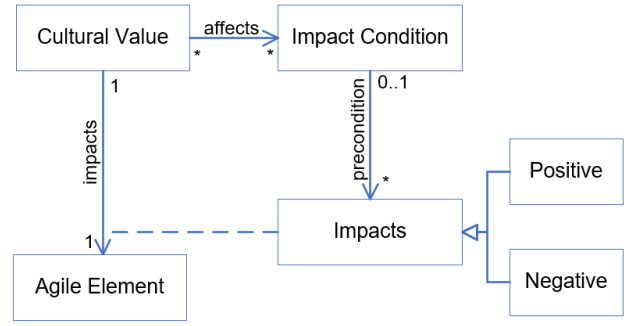 affects
Cultural Value
Impact Condition
* *
1
0..1
impacts
precondition
*
Positive
Impacts
1
Agile Element
Negative